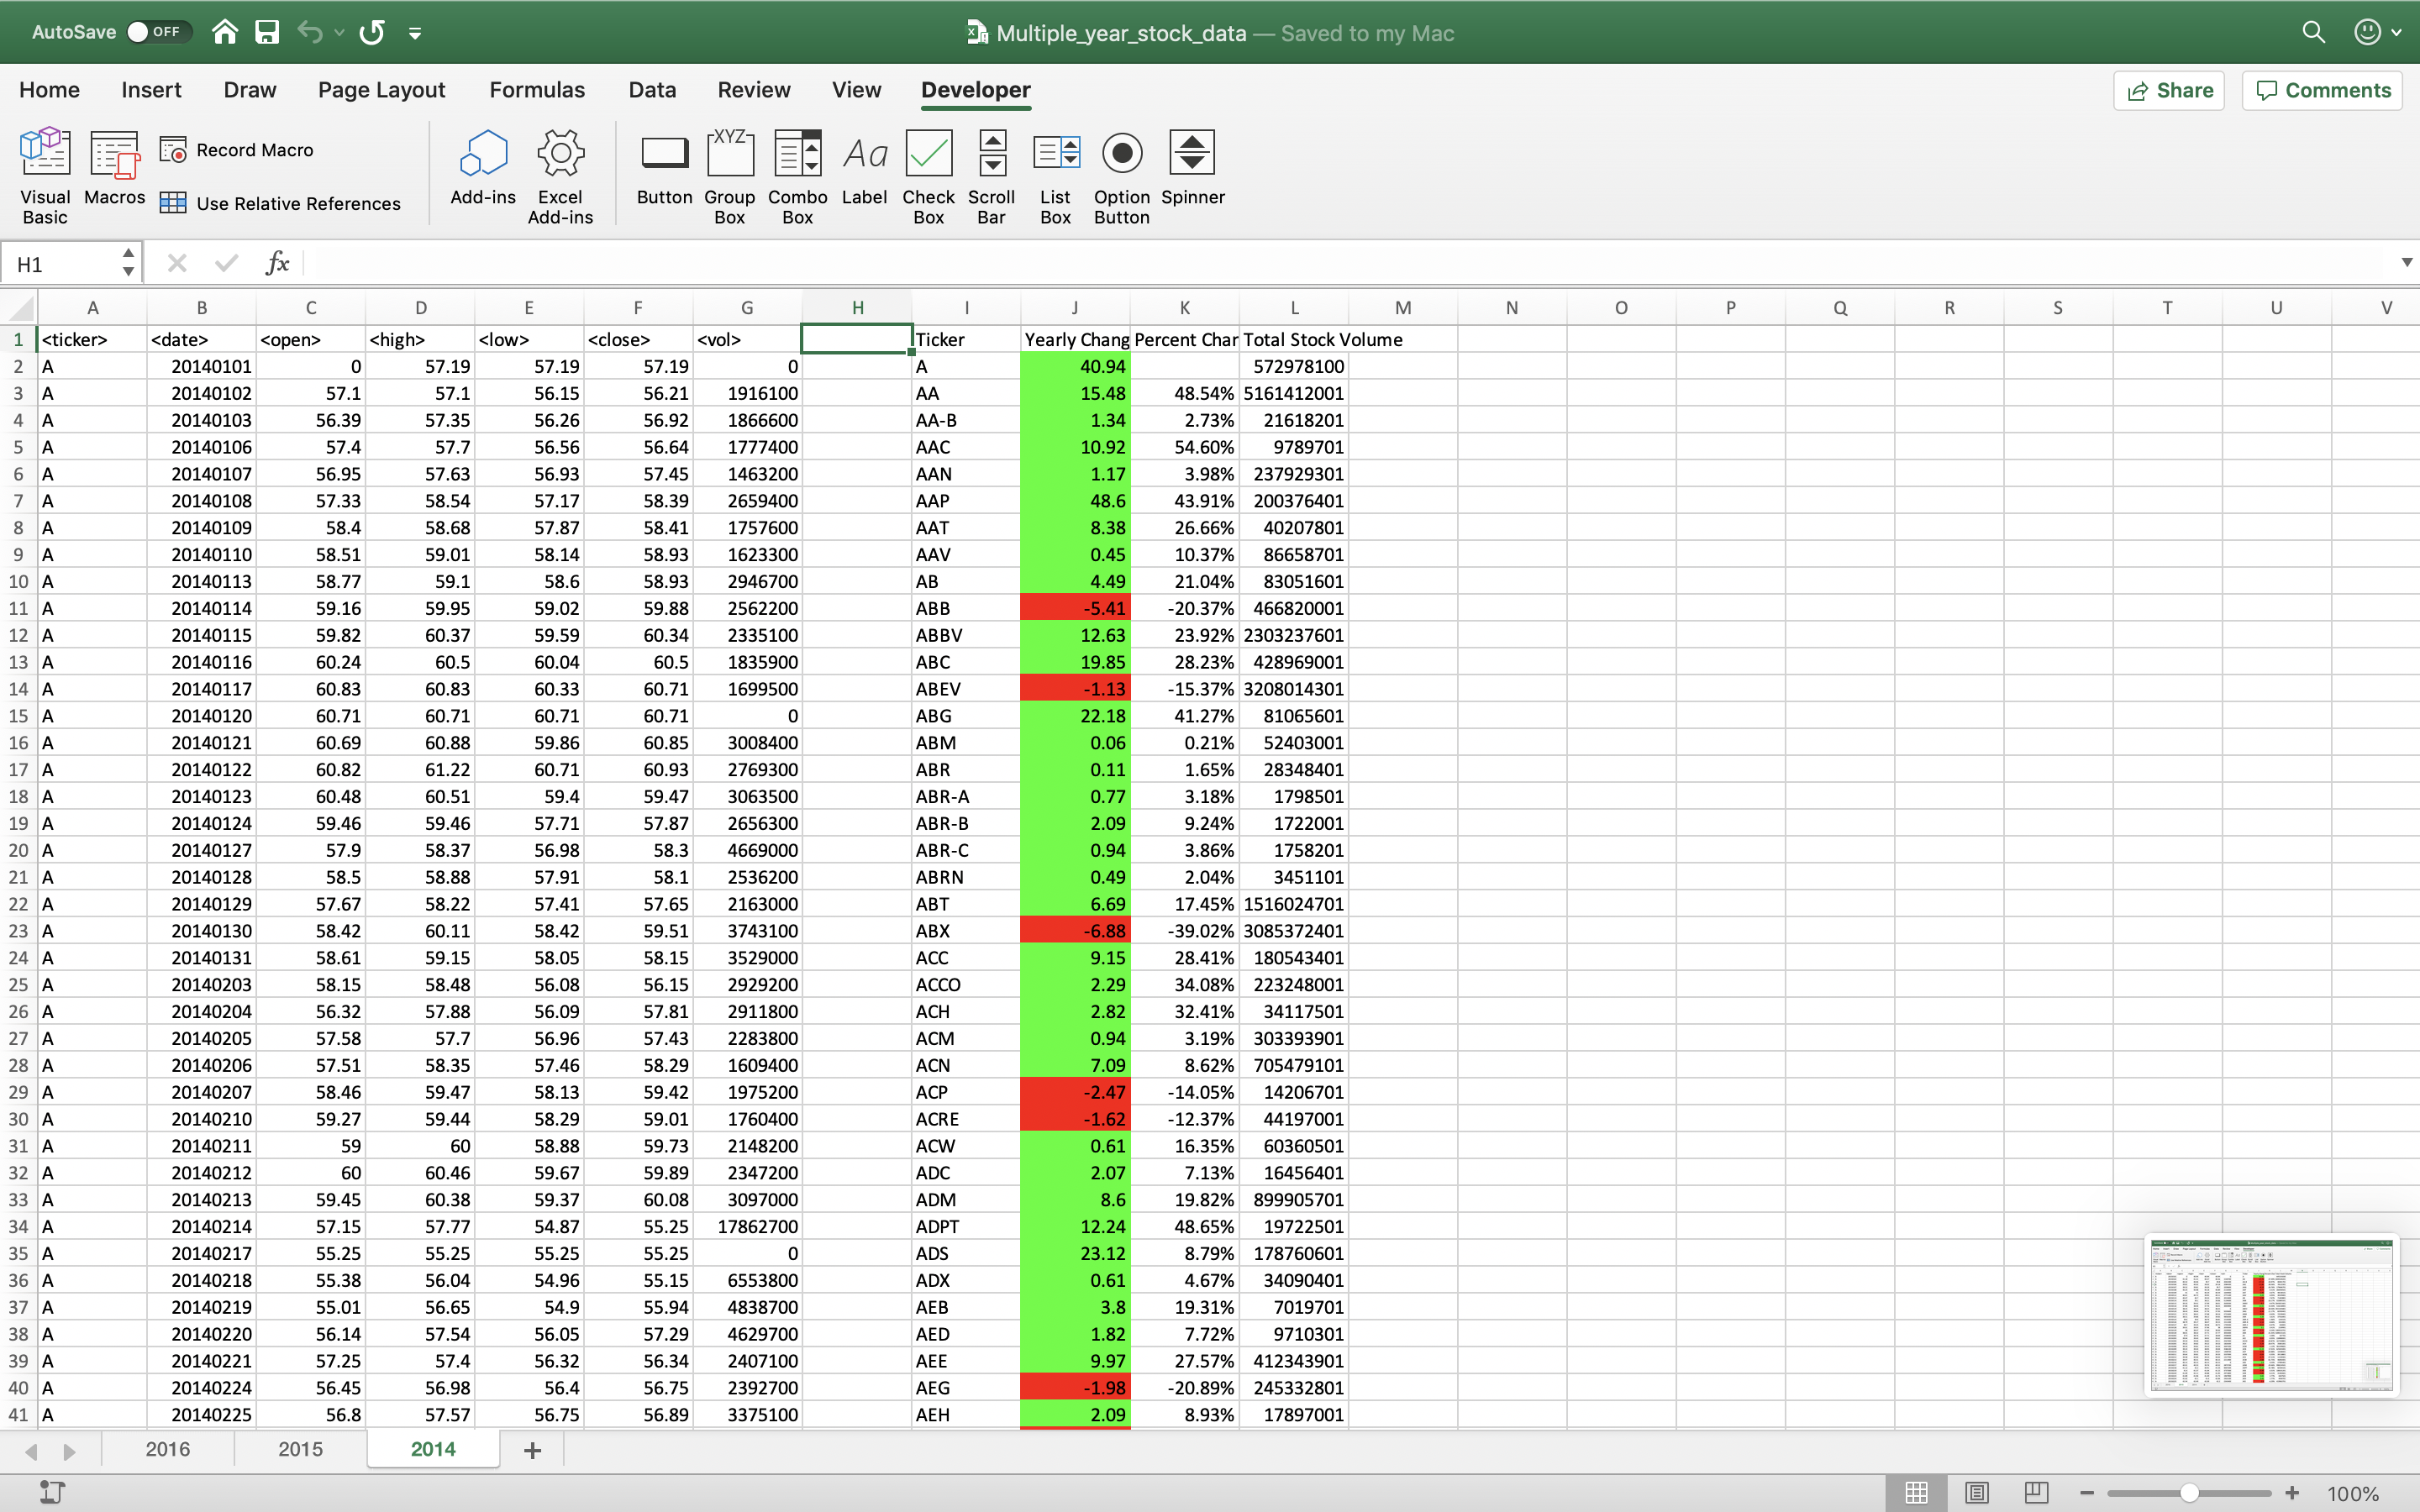 AutoSave OFF Multiple_year_stock_data — Saved to my Mac
Home Insert Draw Page Layout Formulas Data Review View Developer Share Comments
Visual Basic Macros Record Macro Use Relative References Add-ins Excel Add-ins Button XYZ Group Box Combo Box Aa Label Check Box Scroll Bar List Box Option Button Spinner
H1 fx
A B C D E F G H I J K L M N O P Q R S T U V
1 <ticker> <date> <open> <high> <low> <close> <vol> Ticker Yearly Chang Percent Char Total Stock Volume
2 A 20140101 0 57.19 57.19 57.19 0 A 40.94 572978100
3 A 20140102 57.1 57.1 56.15 56.21 1916100 AA 15.48 48.54% 5161412001
4 A 20140103 56.39 57.35 56.26 56.92 1866600 AA-B 1.34 2.73% 21618201
5 A 20140106 57.4 57.7 56.56 56.64 1777400 AAC 10.92 54.60% 9789701
6 A 20140107 56.95 57.63 56.93 57.45 1463200 AAN 1.17 3.98% 237929301
7 A 20140108 57.33 58.54 57.17 58.39 2659400 AAP 48.6 43.91% 200376401
8 A 20140109 58.4 58.68 57.87 58.41 1757600 AAT 8.38 26.66% 40207801
9 A 20140110 58.51 59.01 58.14 58.93 1623300 AAV 0.45 10.37% 86658701
10 A 20140113 58.77 59.1 58.6 58.93 2946700 AB 4.49 21.04% 83051601
11 A 20140114 59.16 59.95 59.02 59.88 2562200 ABB -5.41 -20.37% 466820001
12 A 20140115 59.82 60.37 59.59 60.34 2335100 ABBV 12.63 23.92% 2303237601
13 A 20140116 60.24 60.5 60.04 60.5 1835900 ABC 19.85 28.23% 428969001
14 A 20140117 60.83 60.83 60.33 60.71 1699500 ABEV -1.13 -15.37% 3208014301
15 A 20140120 60.71 60.71 60.71 60.71 0 ABG 22.18 41.27% 81065601
16 A 20140121 60.69 60.88 59.86 60.85 3008400 ABM 0.06 0.21% 52403001
17 A 20140122 60.82 61.22 60.71 60.93 2769300 ABR 0.11 1.65% 28348401
18 A 20140123 60.48 60.51 59.4 59.47 3063500 ABR-A 0.77 3.18% 1798501
19 A 20140124 59.46 59.46 57.71 57.87 2656300 ABR-B 2.09 9.24% 1722001
20 A 20140127 57.9 58.37 56.98 58.3 4669000 ABR-C 0.94 3.86% 1758201
21 A 20140128 58.5 58.88 57.91 58.1 2536200 ABRN 0.49 2.04% 3451101
22 A 20140129 57.67 58.22 57.41 57.65 2163000 ABT 6.69 17.45% 1516024701
23 A 20140130 58.42 60.11 58.42 59.51 3743100 ABX -6.88 -39.02% 3085372401
24 A 20140131 58.61 59.15 58.05 58.15 3529000 ACC 9.15 28.41% 180543401
25 A 20140203 58.15 58.48 56.08 56.15 2929200 ACCO 2.29 34.08% 223248001
26 A 20140204 56.32 57.88 56.09 57.81 2911800 ACH 2.82 32.41% 34117501
27 A 20140205 57.58 57.7 56.96 57.43 2283800 ACM 0.94 3.19% 303393901
28 A 20140206 57.51 58.35 57.46 58.29 1609400 ACN 7.09 8.62% 705479101
29 A 20140207 58.46 59.47 58.13 59.42 1975200 ACP -2.47 -14.05% 14206701
30 A 20140210 59.27 59.44 58.29 59.01 1760400 ACRE -1.62 -12.37% 44197001
31 A 20140211 59 60 58.88 59.73 2148200 ACW 0.61 16.35% 60360501
32 A 20140212 60 60.46 59.67 59.89 2347200 ADC 2.07 7.13% 16456401
33 A 20140213 59.45 60.38 59.37 60.08 3097000 ADM 8.6 19.82% 899905701
34 A 20140214 57.15 57.77 54.87 55.25 17862700 ADPT 12.24 48.65% 19722501
35 A 20140217 55.25 55.25 55.25 55.25 0 ADS 23.12 8.79% 178760601
36 A 20140218 55.38 56.04 54.96 55.15 6553800 ADX 0.61 4.67% 34090401
37 A 20140219 55.01 56.65 54.9 55.94 4838700 AEB 3.8 19.31% 7019701
38 A 20140220 56.14 57.54 56.05 57.29 4629700 AED 1.82 7.72% 9710301
39 A 20140221 57.25 57.4 56.32 56.34 2407100 AEE 9.97 27.57% 412343901
40 A 20140224 56.45 56.98 56.4 56.75 2392700 AEG -1.98 -20.89% 245332801
41 A 20140225 56.8 57.57 56.75 56.89 3375100 AEH 2.09 8.93% 17897001
2016 2015 2014
100%